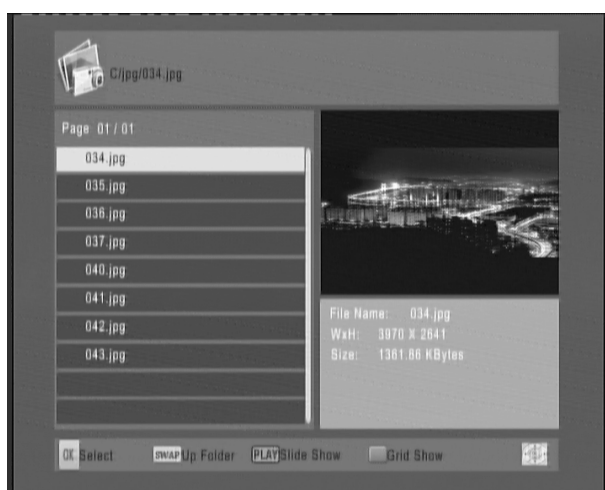 C/jpg/034.jpg
Page 01 / 01
034.jpg
035.jpg
036.jpg
037.jpg
040.jpg
041.jpg
042.jpg
043.jpg
File Name: 034.jpg
WxH: 3970 X 2641
Size: 1361.86 KBytes
OK Select SWAP Up Folder PLAY Slide Show Grid Show